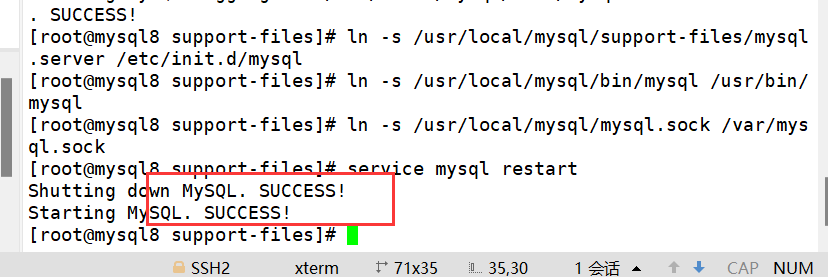 . SUCCESS!
[root@mysql8 support-files]# ln -s /usr/local/mysql/support-files/mysql
.server /etc/init.d/mysql
[root@mysql8 support-files]# ln -s /usr/local/mysql/bin/mysql /usr/bin/
mysql
[root@mysql8 support-files]# ln -s /usr/local/mysql/mysql.sock /var/mys
ql.sock
[root@mysql8 support-files]# service mysql restart
Shutting down MySQL. SUCCESS!
Starting MySQL. SUCCESS!
[root@mysql8 support-files]#
SSH2 xterm 71x35 35,30 1 会话 CAP NUM